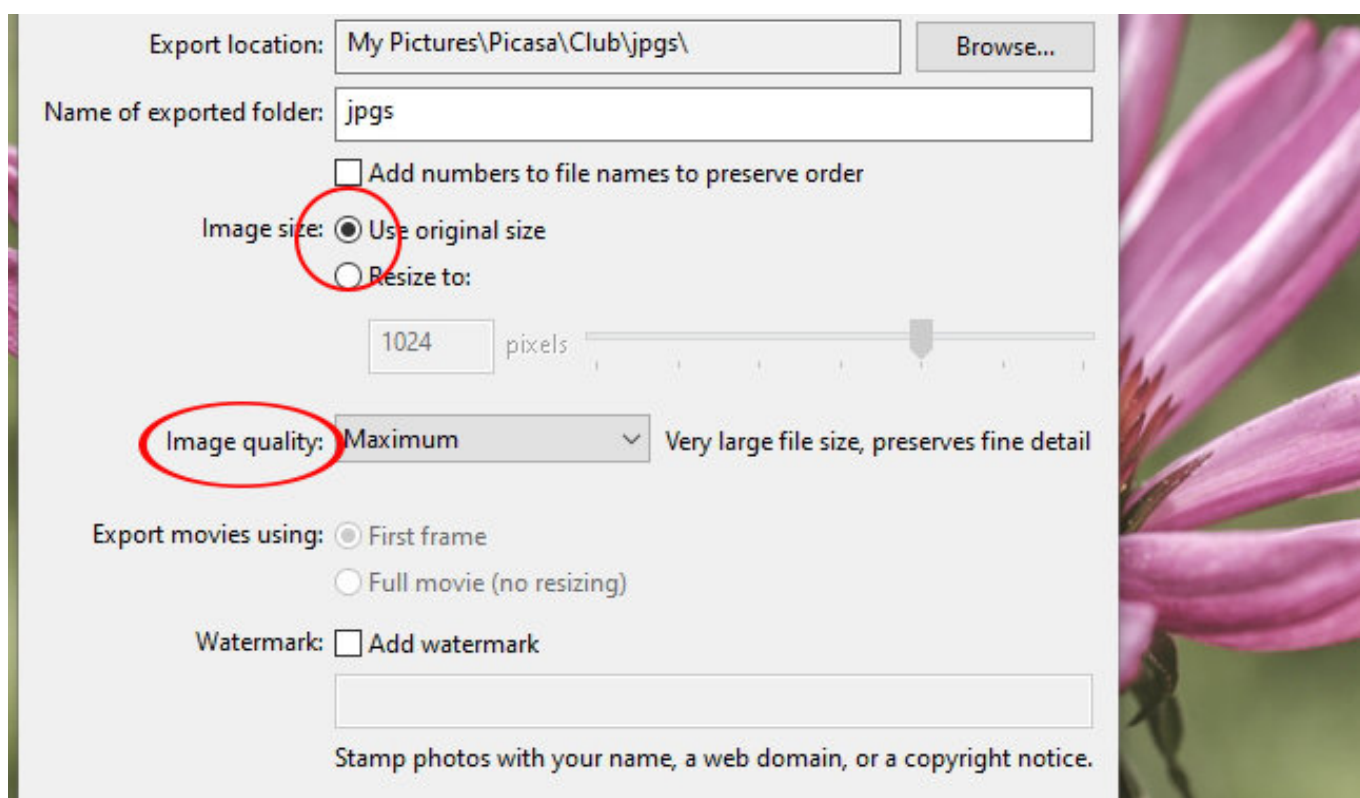 Export location: My Pictures\Picasa\Club\jpgs\ Browse...
Name of exported folder: jpgs
Add numbers to file names to preserve order
Image size: Use original size
Resize to:
1024 pixels
Image quality: Maximum Very large file size, preserves fine detail
Export movies using: First frame
Full movie (no resizing)
Watermark: Add watermark
Stamp photos with your name, a web domain, or a copyright notice.